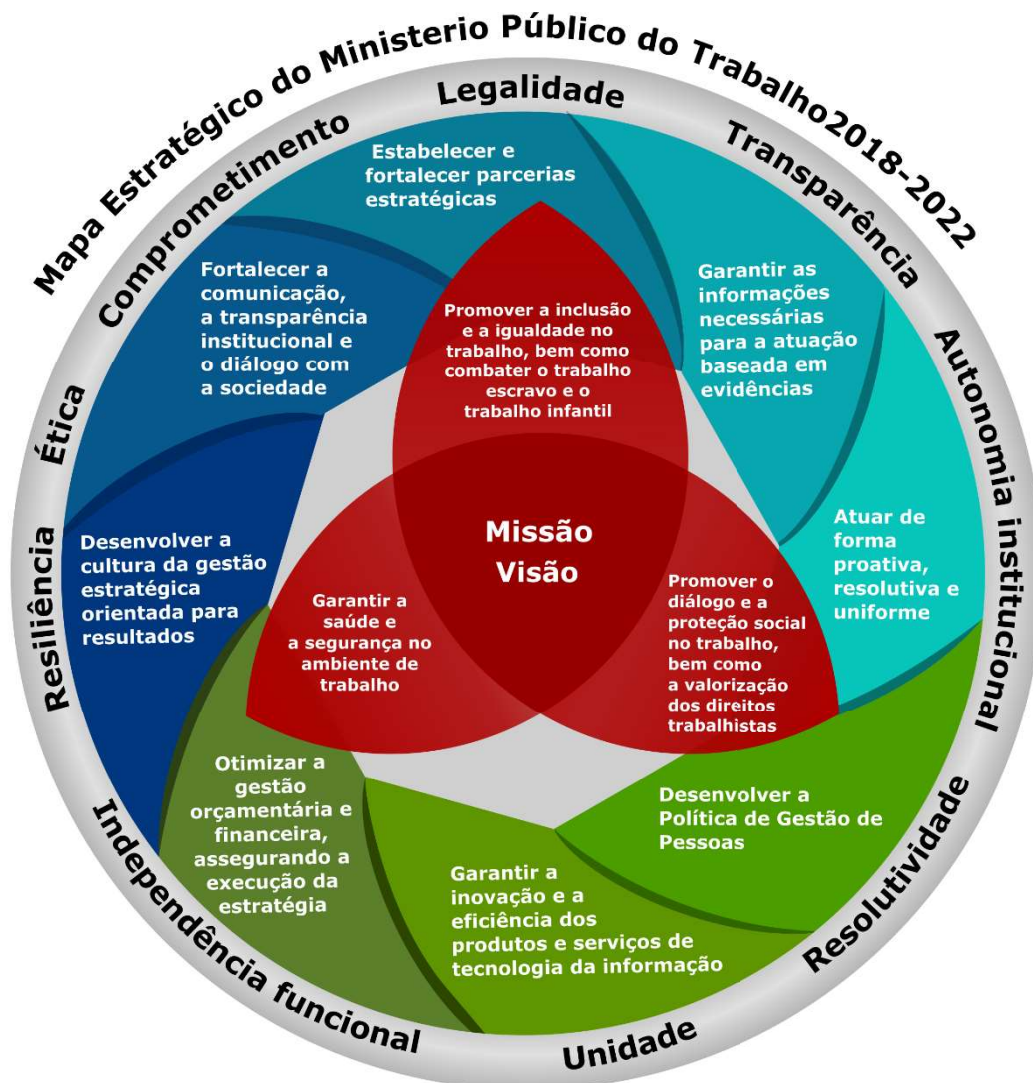 Mapa Estratégico do Ministerio Público do Trabalho2018-2022
Legalidade
Transparência
Autonomia institucional
Resolutividade
Unidade
Independência funcional
Resiliência
Ética
Comprometimento
Estabelecer e
fortalecer parcerias
estratégicas
Garantir as
informações
necessárias
para a atuação
baseada em
evidências
Atuar de
forma
proativa,
resolutiva e
uniforme
Desenvolver a
Política de Gestão de
Pessoas
Garantir a
inovação e a
eficiência dos
produtos e serviços de
tecnologia da informação
Otimizar a
gestão
orçamentária e
financeira,
assegurando a
execução da
estratégia
Desenvolver a
cultura da gestão
estratégica
orientada para
resultados
Fortalecer a
comunicação,
a transparência
institucional e
o diálogo com
a sociedade
Promover a inclusão
e a igualdade no
trabalho, bem como
combater o trabalho
escravo e o
trabalho infantil
Missão
Visão
Garantir a
saúde e
a segurança no
ambiente de
trabalho
Promover o
diálogo e a
proteção social
no trabalho,
bem como
a valorização
dos direitos
trabalhistas